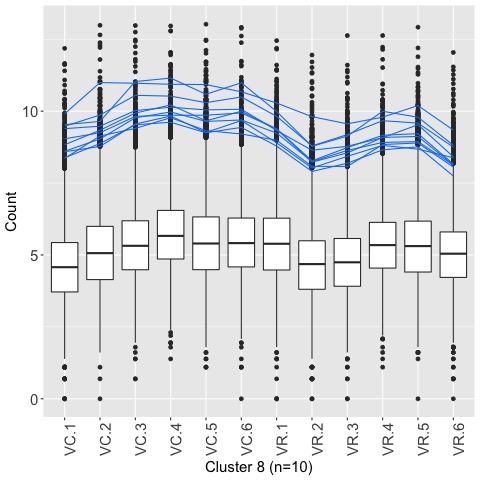 Count
10
5
0
VC.1
VC.2
VC.3
VC.4
VC.5
VC.6
VR.1
VR.2
VR.3
VR.4
VR.5
VR.6
Cluster 8 (n=10)